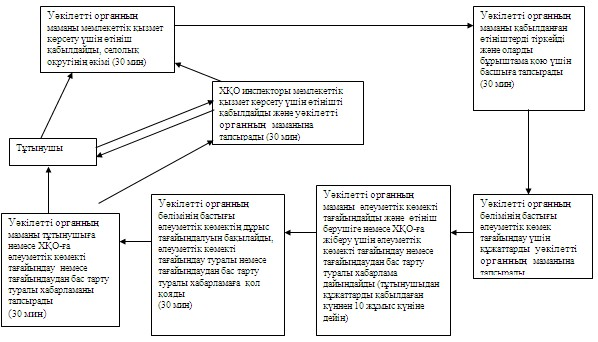 Уәкілетті органның
маманы мемлекеттік қызмет
көрсету үшін өтініш
қабылдайды, селолық
округінің әкімі (30 мин)
Уәкілетті органның
маманы қабылданған
өтініштерді тіркейді
және оларды
бұрыштама қою үшін
басшыға тапсырады
(30 мин)
ХҚО инспекторы мемлекеттік
қызмет көрсету үшін өтінішті
қабылдайды және уәкілетті
органның маманына
тапсырады (30 мин)
Тұтынушы
Уәкілетті органның
маманы тұтынушыға
немесе ХҚО-ға
әлеуметтік көмекті
тағайындау немесе
тағайындаудан бас тарту
туралы хабарламаны
тапсырады
(30 мин)
Уәкілетті органның
бөлімінің бастығы
әлеуметтік көмектің дұрыс
тағайындалуын бақылайды,
әлеуметтік көмекті
тағайындау туралы немесе
тағайындаудан бас тарту
туралы хабарламаға қол
қояды
(30 мин)
Уәкілетті органның
маманы әлеуметтік көмекті
тағайындайды және өтініш
берушіге немесе ХҚО-ға
жіберу үшін әлеуметтік
көмекті тағайындау немесе
тағайындаудан бас тарту
туралы хабарлама
дайындайды (тұтынушыдан
құжаттарды қабылдаған
күннен 10 жұмыс күніне
дейін)
Уәкілетті органның
бөлімінің бастығы
әлеуметтік көмек
тағайындау үшін
құжаттарды уәкілетті
органның маманына
тапсырады